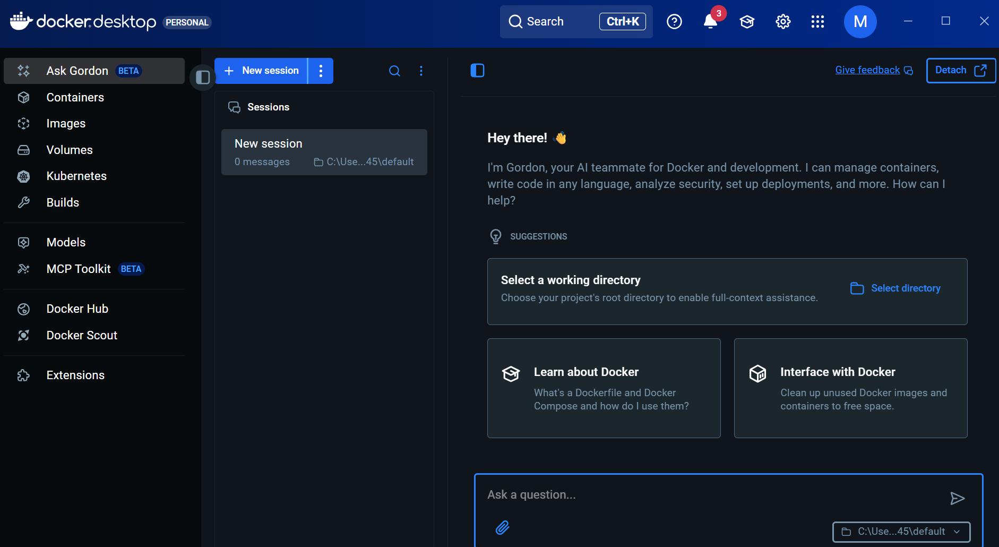 docker.desktop PERSONAL
Search Ctrl+K
3
M
Ask Gordon BETA
Containers
Images
Volumes
Kubernetes
Builds
Models
MCP Toolkit BETA
Docker Hub
Docker Scout
Extensions
New session
Sessions
New session
0 messages C:\Use...45\default
Give feedback
Detach
Hey there! 👋
I'm Gordon, your AI teammate for Docker and development. I can manage containers,
write code in any language, analyze security, set up deployments, and more. How can I
help?
SUGGESTIONS
Select a working directory
Choose your project's root directory to enable full-context assistance.
Select directory
Learn about Docker
What's a Dockerfile and Docker
Compose and how do I use them?
Interface with Docker
Clean up unused Docker images and
containers to free space.
Ask a question...
C:\Use...45\default